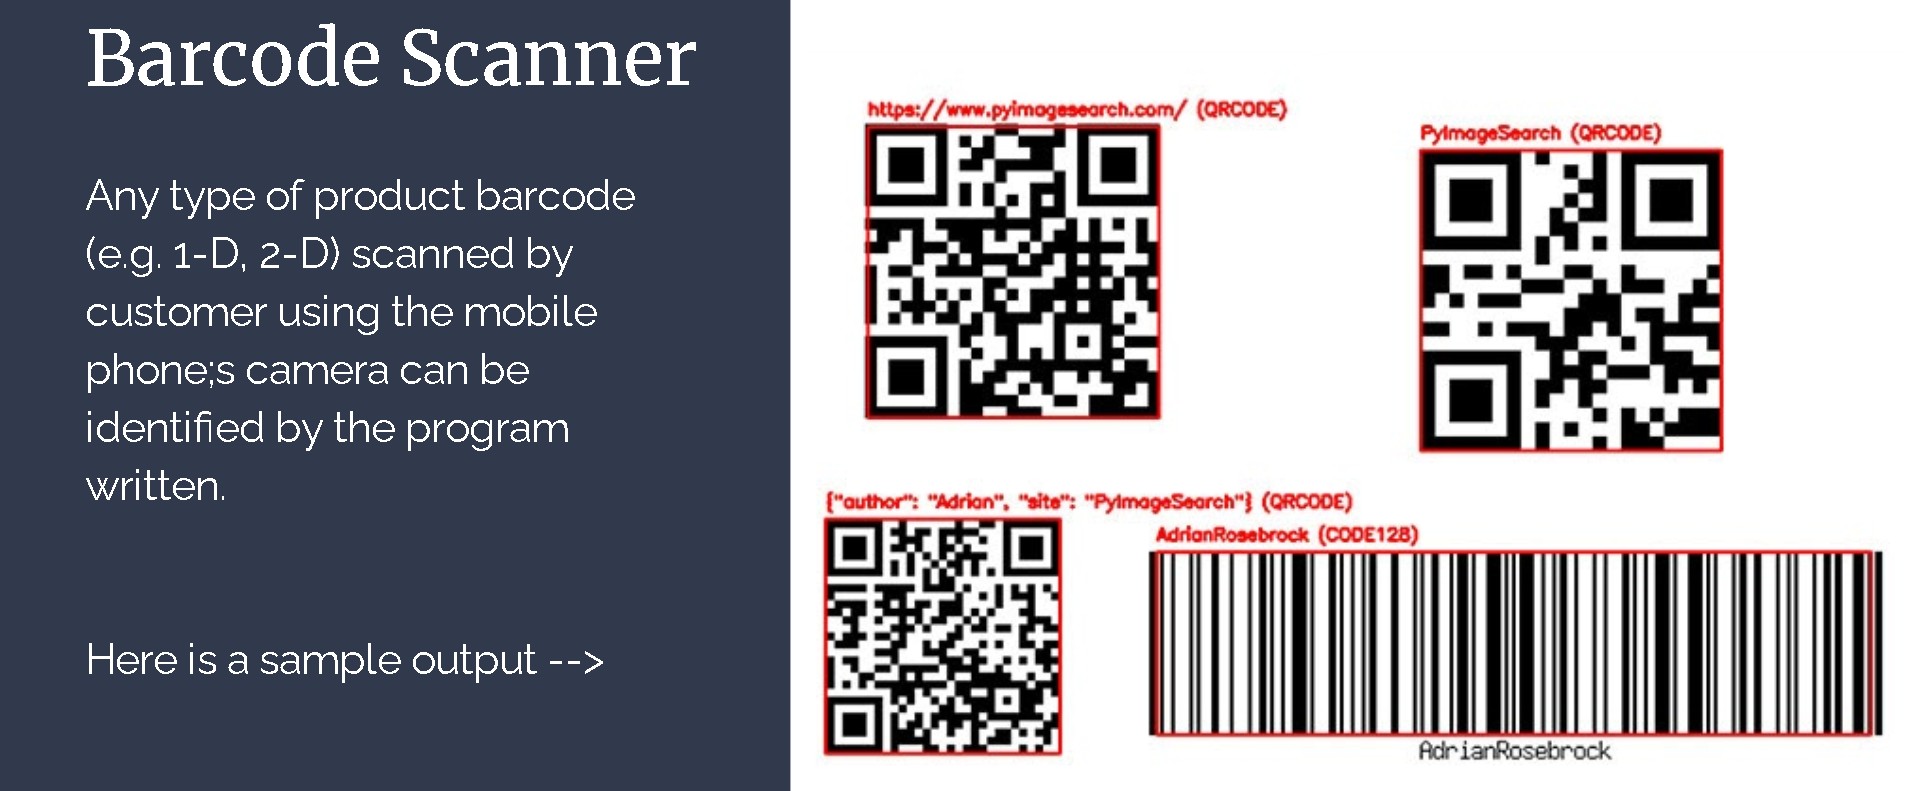 Barcode Scanner
Any type of product barcode
(e.g. 1-D, 2-D) scanned by
customer using the mobile
phone;s camera can be
identified by the program
written.
Here is a sample output -->
https://www.pyimagesearch.com/ (QRCODE)
PyImageSearch (QRCODE)
{"author": "Adrian", "site": "PyImageSearch"} (QRCODE)
AdrianRosebrock (CODE128)
AdrianRosebrock